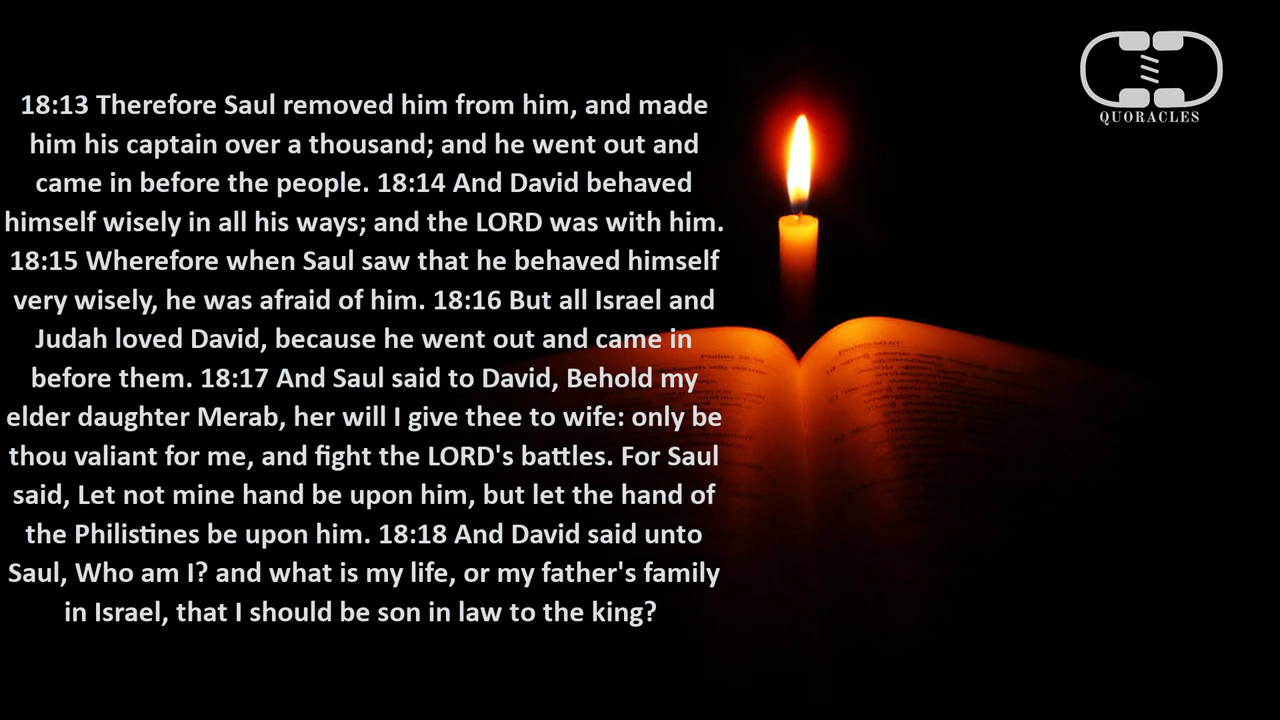 18:13 Therefore Saul removed him from him, and made
him his captain over a thousand; and he went out and
came in before the people. 18:14 And David behaved
himself wisely in all his ways; and the LORD was with him.
18:15 Wherefore when Saul saw that he behaved himself
very wisely, he was afraid of him. 18:16 But all Israel and
Judah loved David, because he went out and came in
before them. 18:17 And Saul said to David, Behold my
elder daughter Merab, her will I give thee to wife: only be
thou valiant for me, and fight the LORD's battles. For Saul
said, Let not mine hand be upon him, but let the hand of
the Philistines be upon him. 18:18 And David said unto
Saul, Who am I? and what is my life, or my father's family
in Israel, that I should be son in law to the king?
QUORACLES